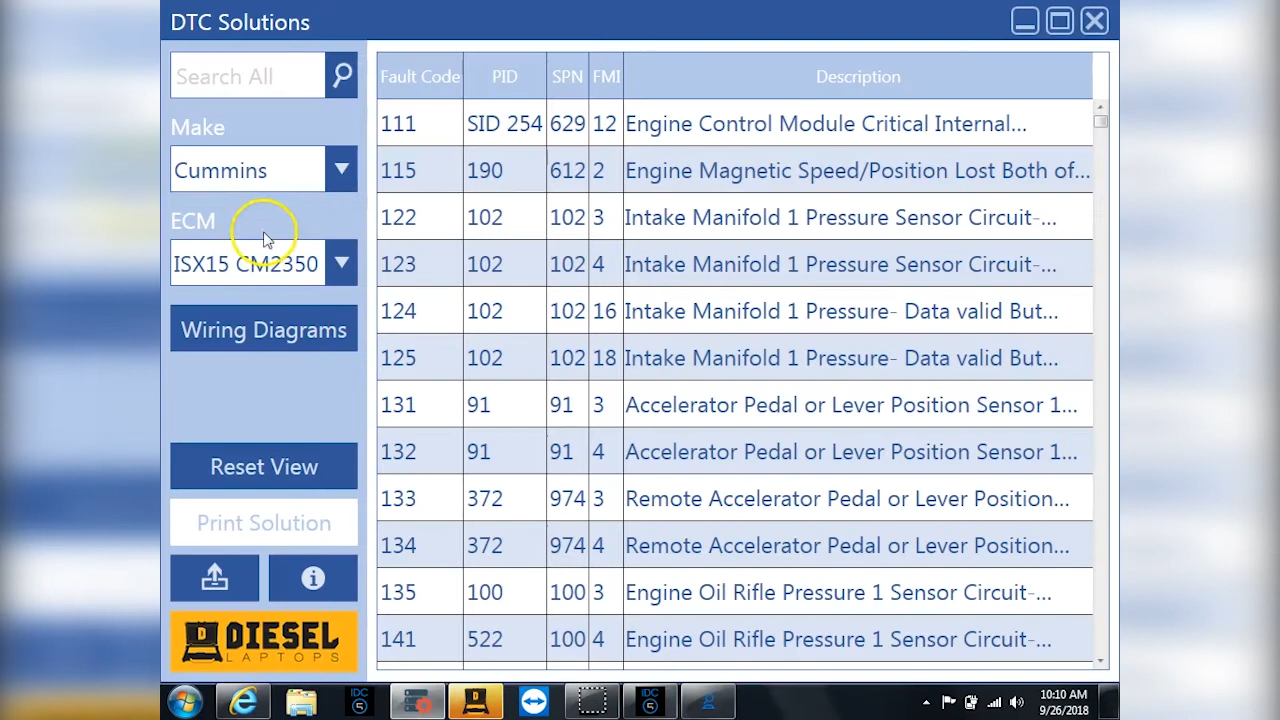 DTC Solutions
Search All
Make
Cummins
ECM
ISX15 CM2350
Wiring Diagrams
Reset View
Print Solution
DIESEL
LAPTOPS
Fault Code PID SPN FMI Description
111 SID 254 629 12 Engine Control Module Critical Internal...
115 190 612 2 Engine Magnetic Speed/Position Lost Both of...
122 102 102 3 Intake Manifold 1 Pressure Sensor Circuit-...
123 102 102 4 Intake Manifold 1 Pressure Sensor Circuit-...
124 102 102 16 Intake Manifold 1 Pressure- Data valid But...
125 102 102 18 Intake Manifold 1 Pressure- Data valid But...
131 91 91 3 Accelerator Pedal or Lever Position Sensor 1...
132 91 91 4 Accelerator Pedal or Lever Position Sensor 1...
133 372 974 3 Remote Accelerator Pedal or Lever Position...
134 372 974 4 Remote Accelerator Pedal or Lever Position...
135 100 100 3 Engine Oil Rifle Pressure 1 Sensor Circuit-...
141 522 100 4 Engine Oil Rifle Pressure 1 Sensor Circuit-...
IDC
5
IDC
5
10:10 AM
9/26/2018